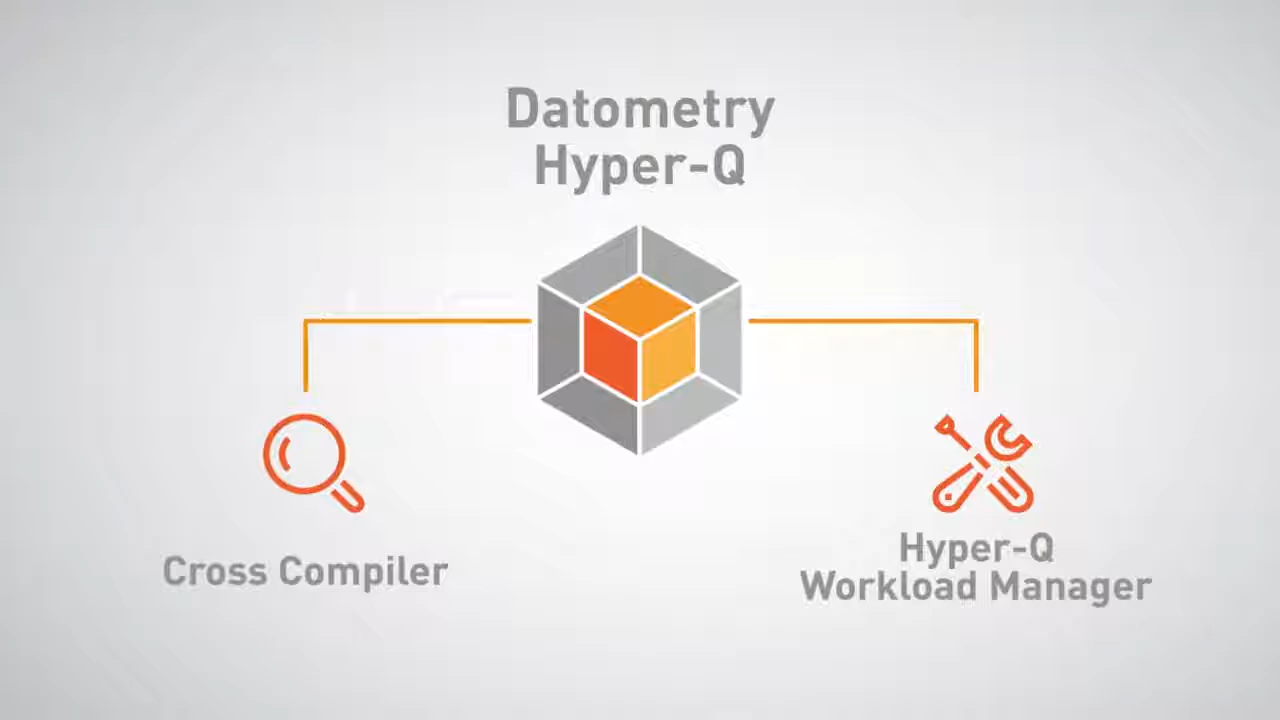 Datometry
Hyper-Q
Cross Compiler
Hyper-Q
Workload Manager